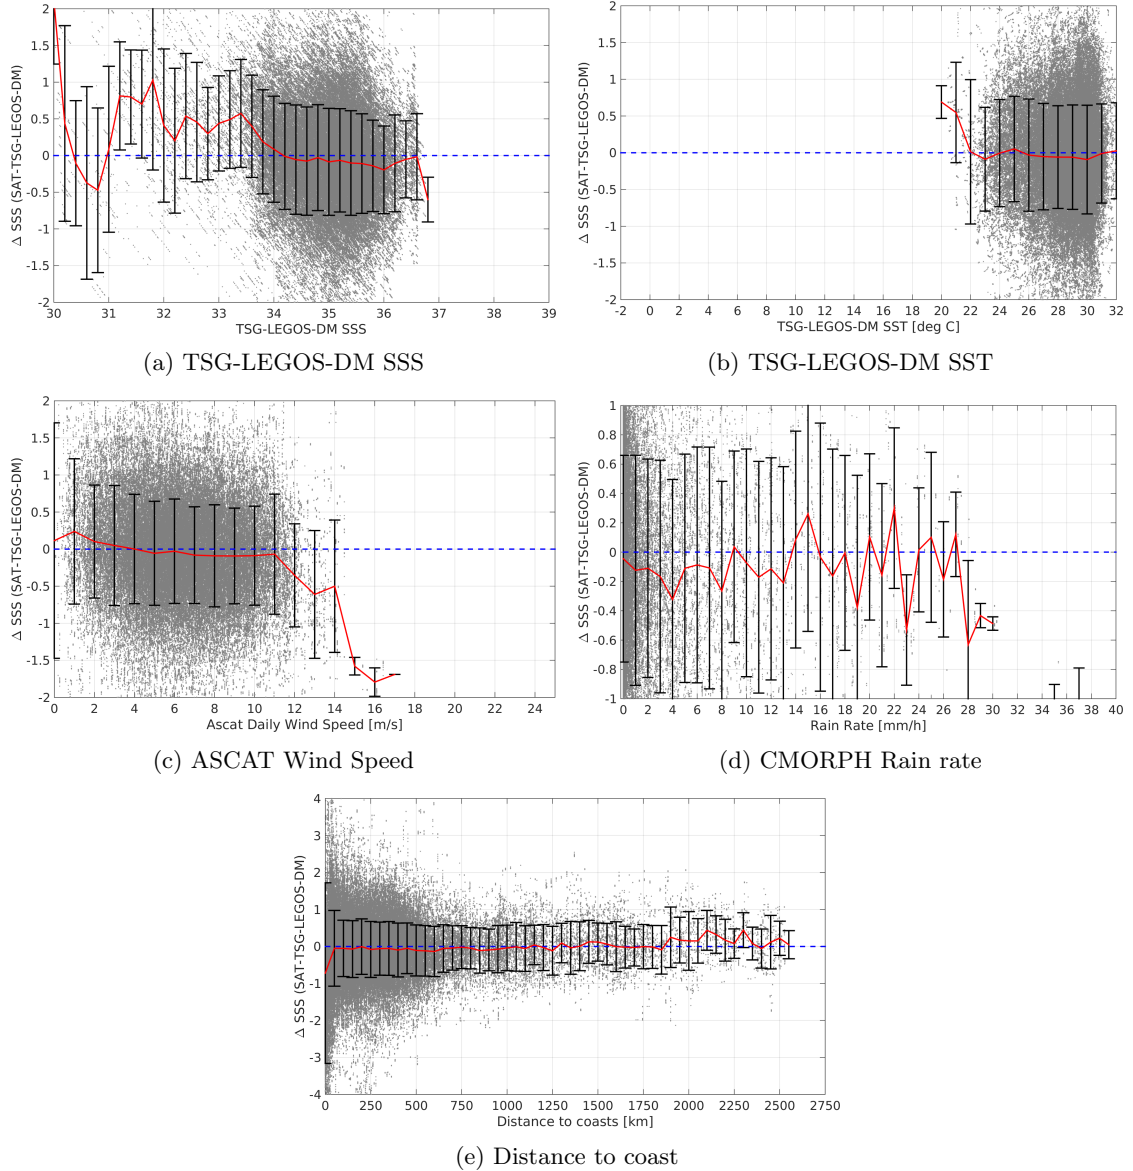 2
1.5
1
0.5
0
-0.5
-1
-1.5
-2
Δ SSS (SAT-TSG-LEGOS-DM)
30 31 32 33 34 35 36 37 38 39
TSG-LEGOS-DM SSS
(a) TSG-LEGOS-DM SSS
2
1.5
1
0.5
0
-0.5
-1
-1.5
-2
Δ SSS (SAT-TSG-LEGOS-DM)
-2 0 2 4 6 8 10 12 14 16 18 20 22 24 26 28 30 32
TSG-LEGOS-DM SST [deg C]
(b) TSG-LEGOS-DM SST
2
1.5
1
0.5
0
-0.5
-1
-1.5
-2
Δ SSS (SAT-TSG-LEGOS-DM)
0 2 4 6 8 10 12 14 16 18 20 22 24
Ascat Daily Wind Speed [m/s]
(c) ASCAT Wind Speed
1
0.8
0.6
0.4
0.2
0
-0.2
-0.4
-0.6
-0.8
-1
Δ SSS (SAT-TSG-LEGOS-DM)
0 2 4 6 8 10 12 14 16 18 20 22 24 26 28 30 32 34 36 38 40
Rain Rate [mm/h]
(d) CMORPH Rain rate
4
3
2
1
0
-1
-2
-3
-4
Δ SSS (SAT-TSG-LEGOS-DM)
0 250 500 750 1000 1250 1500 1750 2000 2250 2500 2750
Distance to coasts [km]
(e) Distance to coast